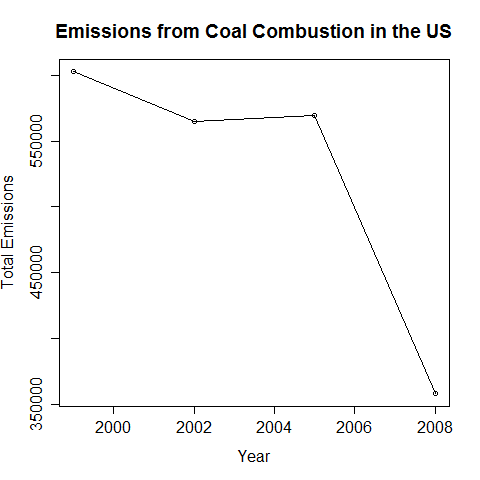 Emissions from Coal Combustion in the US
Total Emissions
550000
450000
350000
2000 2002 2004 2006 2008
Year